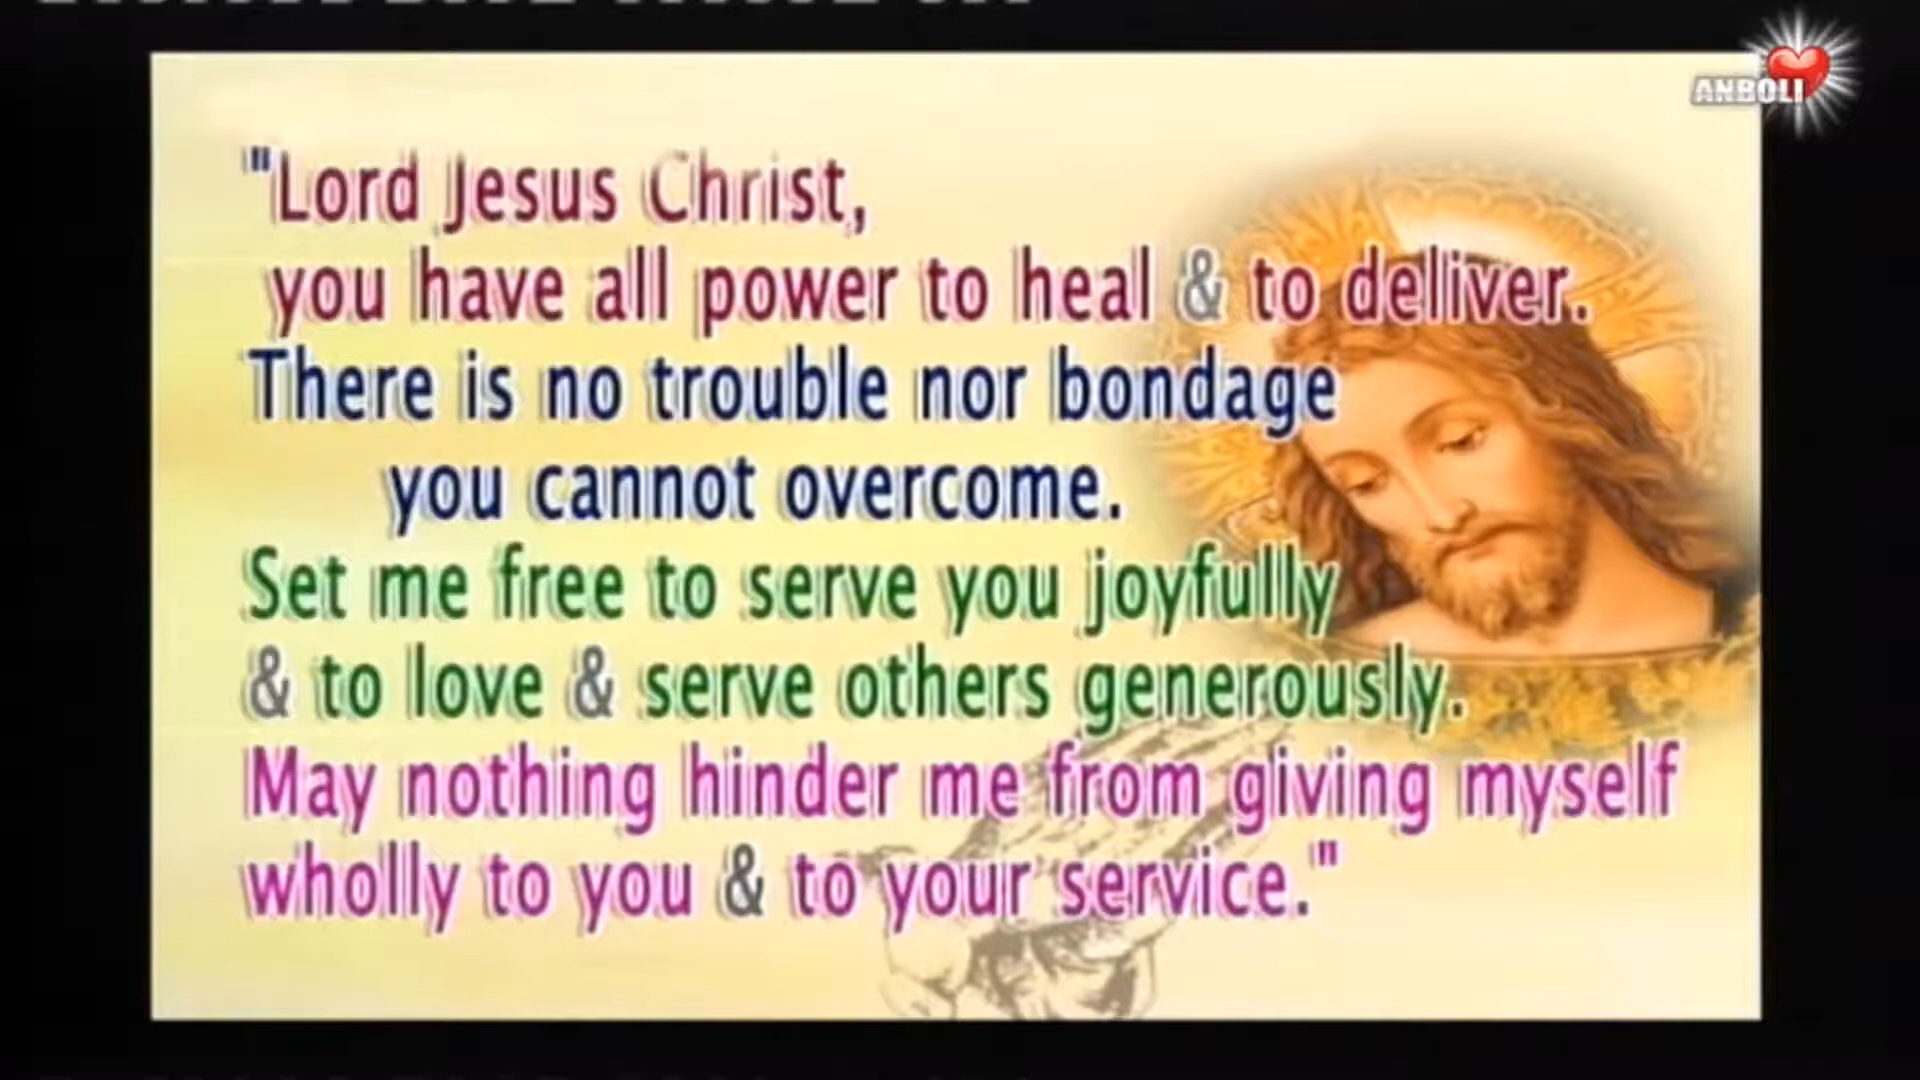 ANBOLI
"Lord Jesus Christ,
you have all power to heal & to deliver.
There is no trouble nor bondage
you cannot overcome.
Set me free to serve you joyfully
& to love & serve others generously.
May nothing hinder me from giving myself
wholly to you & to your service."